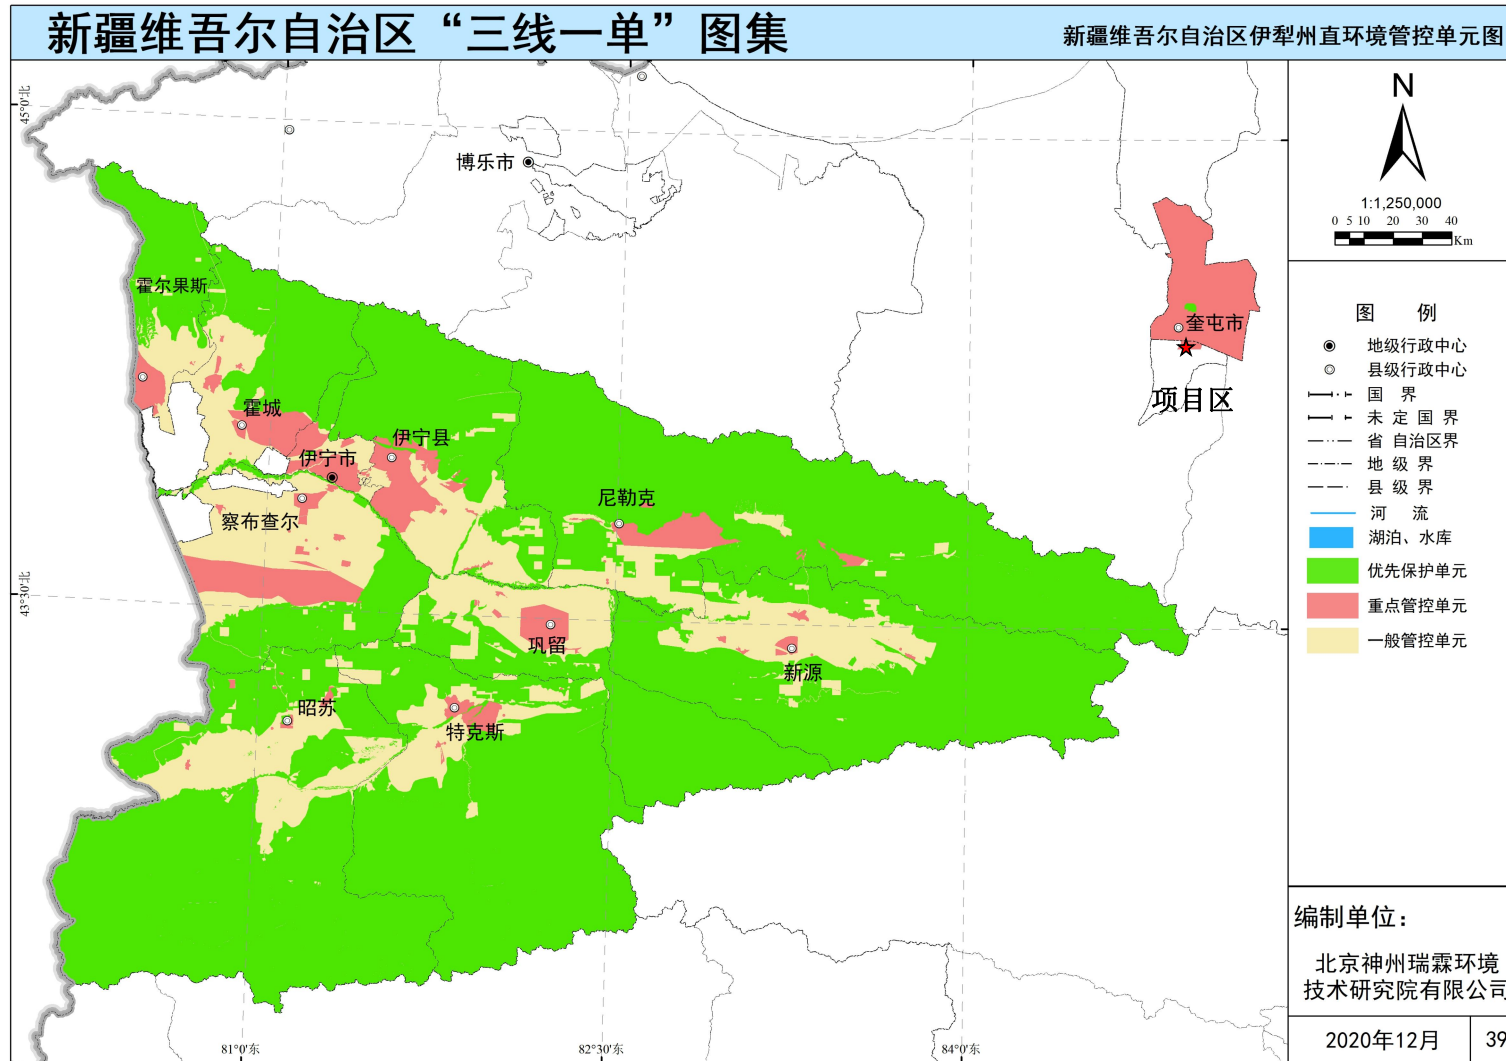 新疆维吾尔自治区“三线一单”图集
新疆维吾尔自治区伊犁州直环境管控单元图
45°0′北
43°30′北
81°0′东
82°30′东
84°0′东
博乐市
霍尔果斯
霍城
伊宁县
伊宁市
察布查尔
尼勒克
巩留
新源
昭苏
特克斯
奎屯市
项目区
N
1:1,250,000
0 5 10 20 30 40
Km
图 例
地级行政中心
县级行政中心
国 界
未 定 国 界
省 自治区界
地 级 界
县 级 界
河 流
湖泊、水库
优先保护单元
重点管控单元
一般管控单元
编制单位：
北京神州瑞霖环境
技术研究院有限公司
2020年12月
39